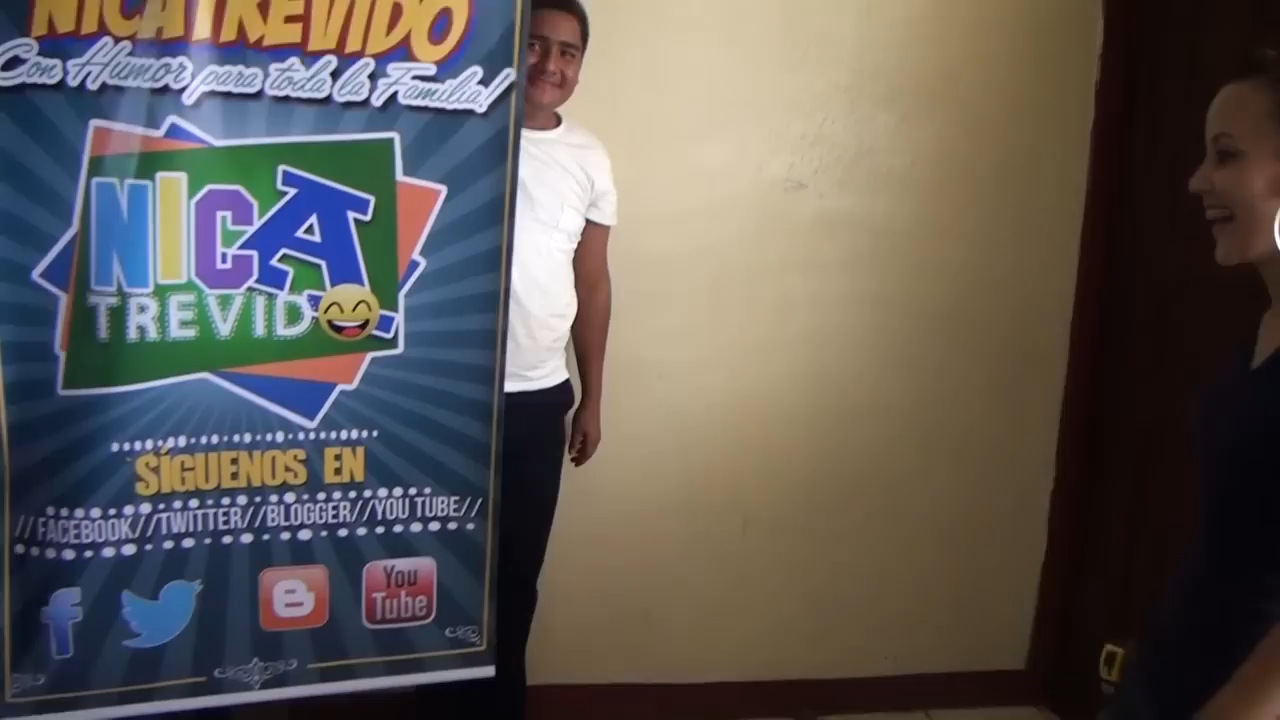 NICATREVIDO
Con Humor para toda la Familia!
NICA
TREVIDO
SÍGUENOS EN
//FACEBOOK//TWITTER//BLOGGER//YOU TUBE//
You
Tube